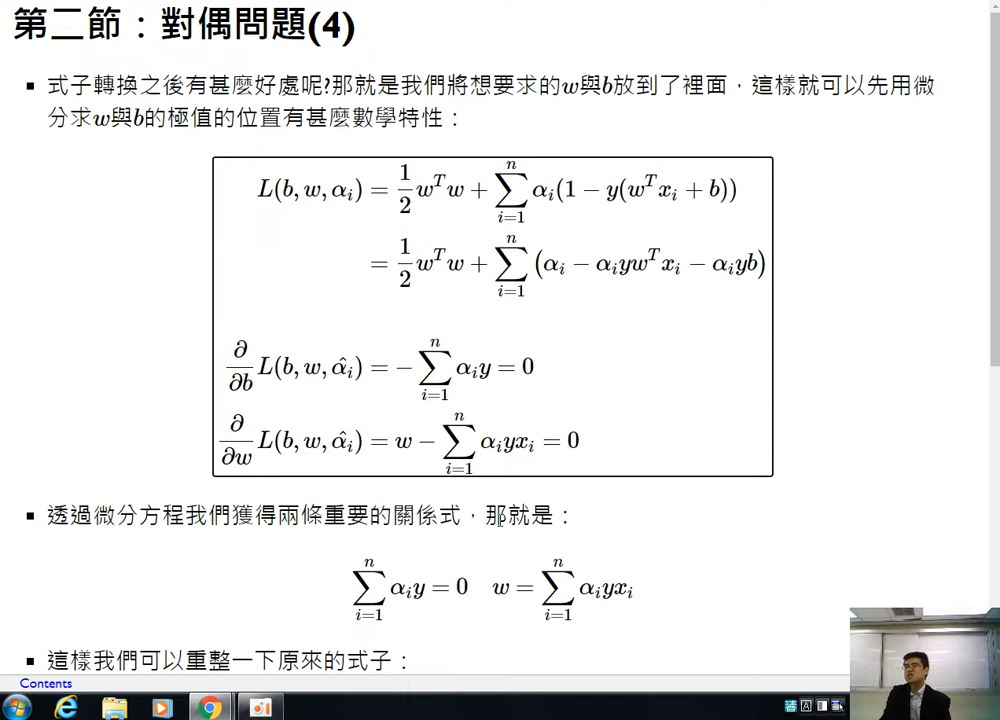 第二節：對偶問題(4)
▪ 式子轉換之後有甚麼好處呢?那就是我們將想要求的w與b放到了裡面，這樣就可以先用微
分求w與b的極值的位置有甚麼數學特性：
L(b, w, αᵢ) = 1/2 wᵀw + ∑ᵢ₌₁ⁿ αᵢ(1 − y(wᵀxᵢ + b))
= 1/2 wᵀw + ∑ᵢ₌₁ⁿ (αᵢ − αᵢywᵀxᵢ − αᵢyb)
∂/∂b L(b, w, α̂ᵢ) = − ∑ᵢ₌₁ⁿ αᵢy = 0
∂/∂w L(b, w, α̂ᵢ) = w − ∑ᵢ₌₁ⁿ αᵢyxᵢ = 0
▪ 透過微分方程我們獲得兩條重要的關係式，那就是：
∑ᵢ₌₁ⁿ αᵢy = 0 w = ∑ᵢ₌₁ⁿ αᵢyxᵢ
▪ 這樣我們可以重整一下原來的式子：
Contents